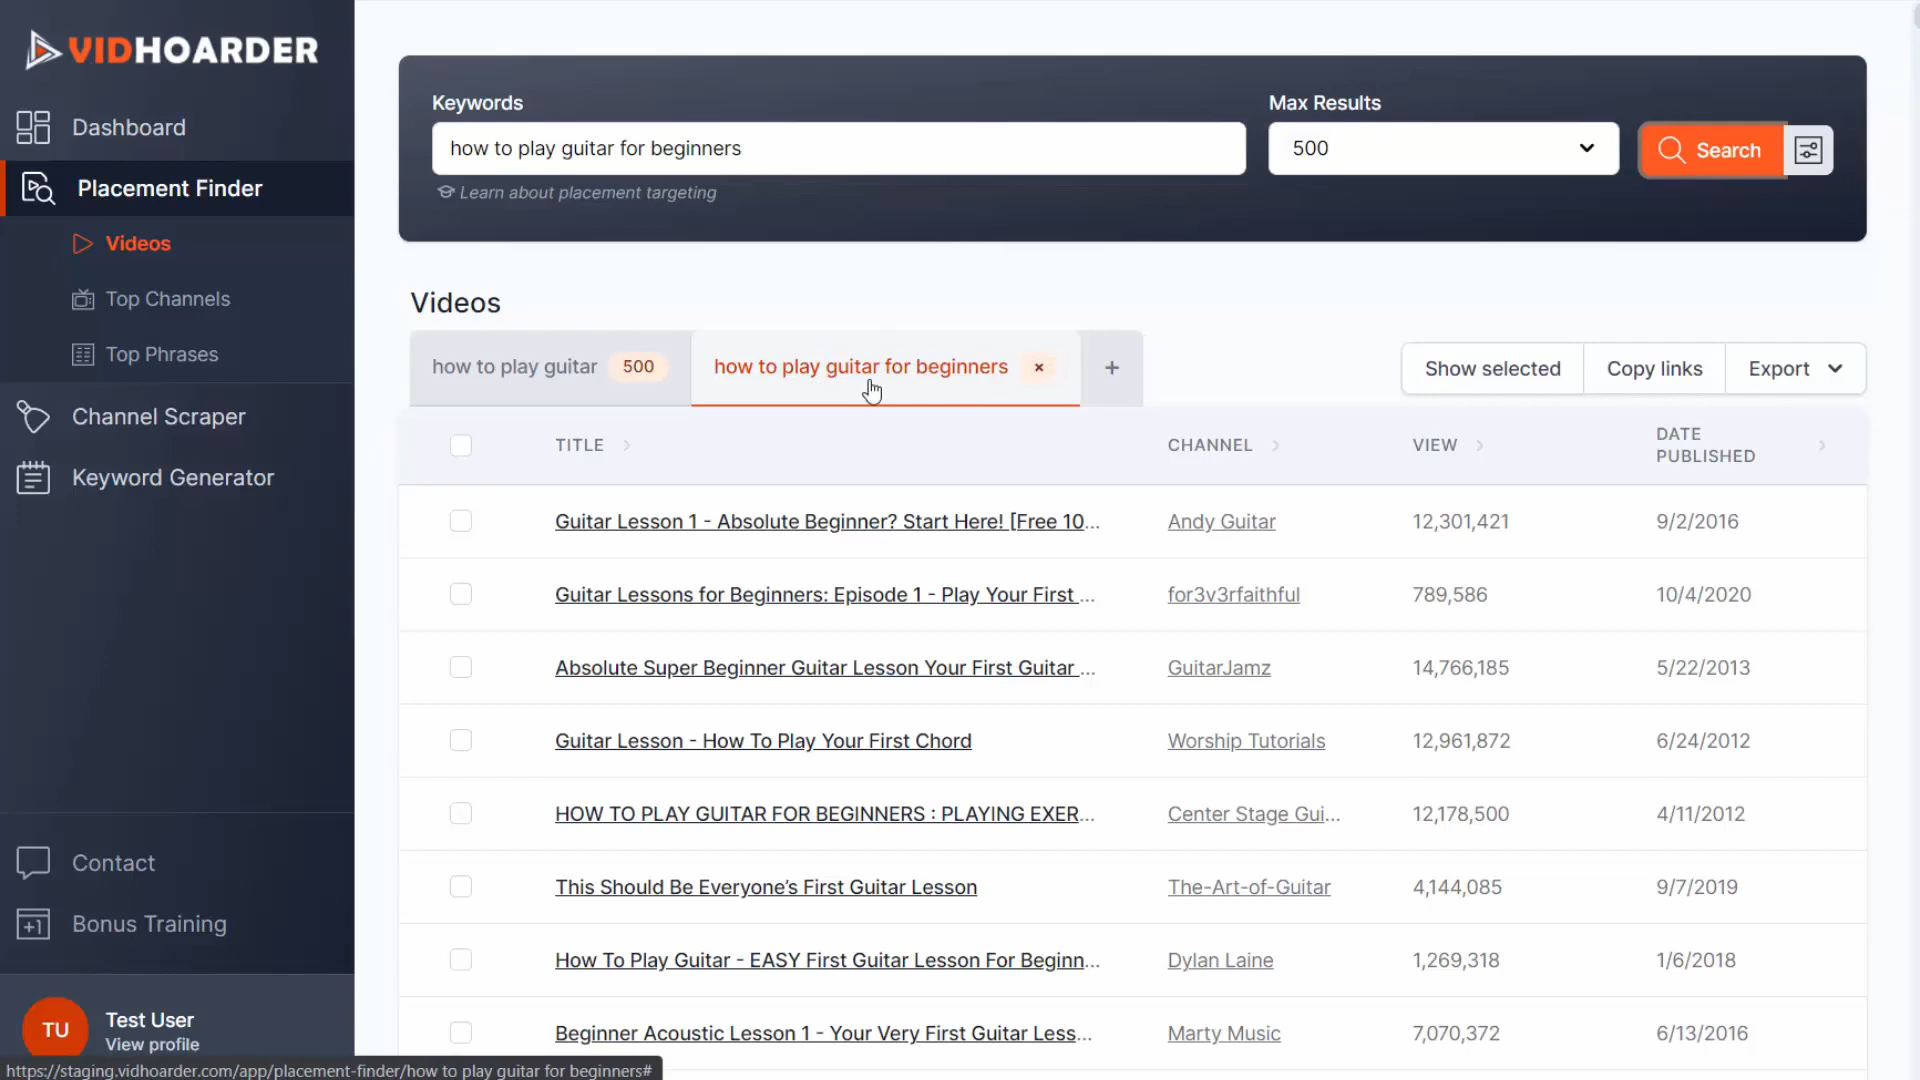 VIDHOARDER
Dashboard
Placement Finder
Videos
Top Channels
Top Phrases
Channel Scraper
Keyword Generator
Contact
+1
Bonus Training
TU
Test User
View profile
https://staging.vidhoarder.com/app/placement-finder/how to play guitar for beginners#
Keywords
Max Results
how to play guitar for beginners
500
Search
Learn about placement targeting
Videos
how to play guitar 500
how to play guitar for beginners ×
+
Show selected
Copy links
Export
TITLE
CHANNEL
VIEW
DATE
PUBLISHED
Guitar Lesson 1 - Absolute Beginner? Start Here! [Free 10... Andy Guitar 12,301,421 9/2/2016
Guitar Lessons for Beginners: Episode 1 - Play Your First ... for3v3rfaithful 789,586 10/4/2020
Absolute Super Beginner Guitar Lesson Your First Guitar ... GuitarJamz 14,766,185 5/22/2013
Guitar Lesson - How To Play Your First Chord Worship Tutorials 12,961,872 6/24/2012
HOW TO PLAY GUITAR FOR BEGINNERS : PLAYING EXER... Center Stage Gui... 12,178,500 4/11/2012
This Should Be Everyone’s First Guitar Lesson The-Art-of-Guitar 4,144,085 9/7/2019
How To Play Guitar - EASY First Guitar Lesson For Beginn... Dylan Laine 1,269,318 1/6/2018
Beginner Acoustic Lesson 1 - Your Very First Guitar Less... Marty Music 7,070,372 6/13/2016